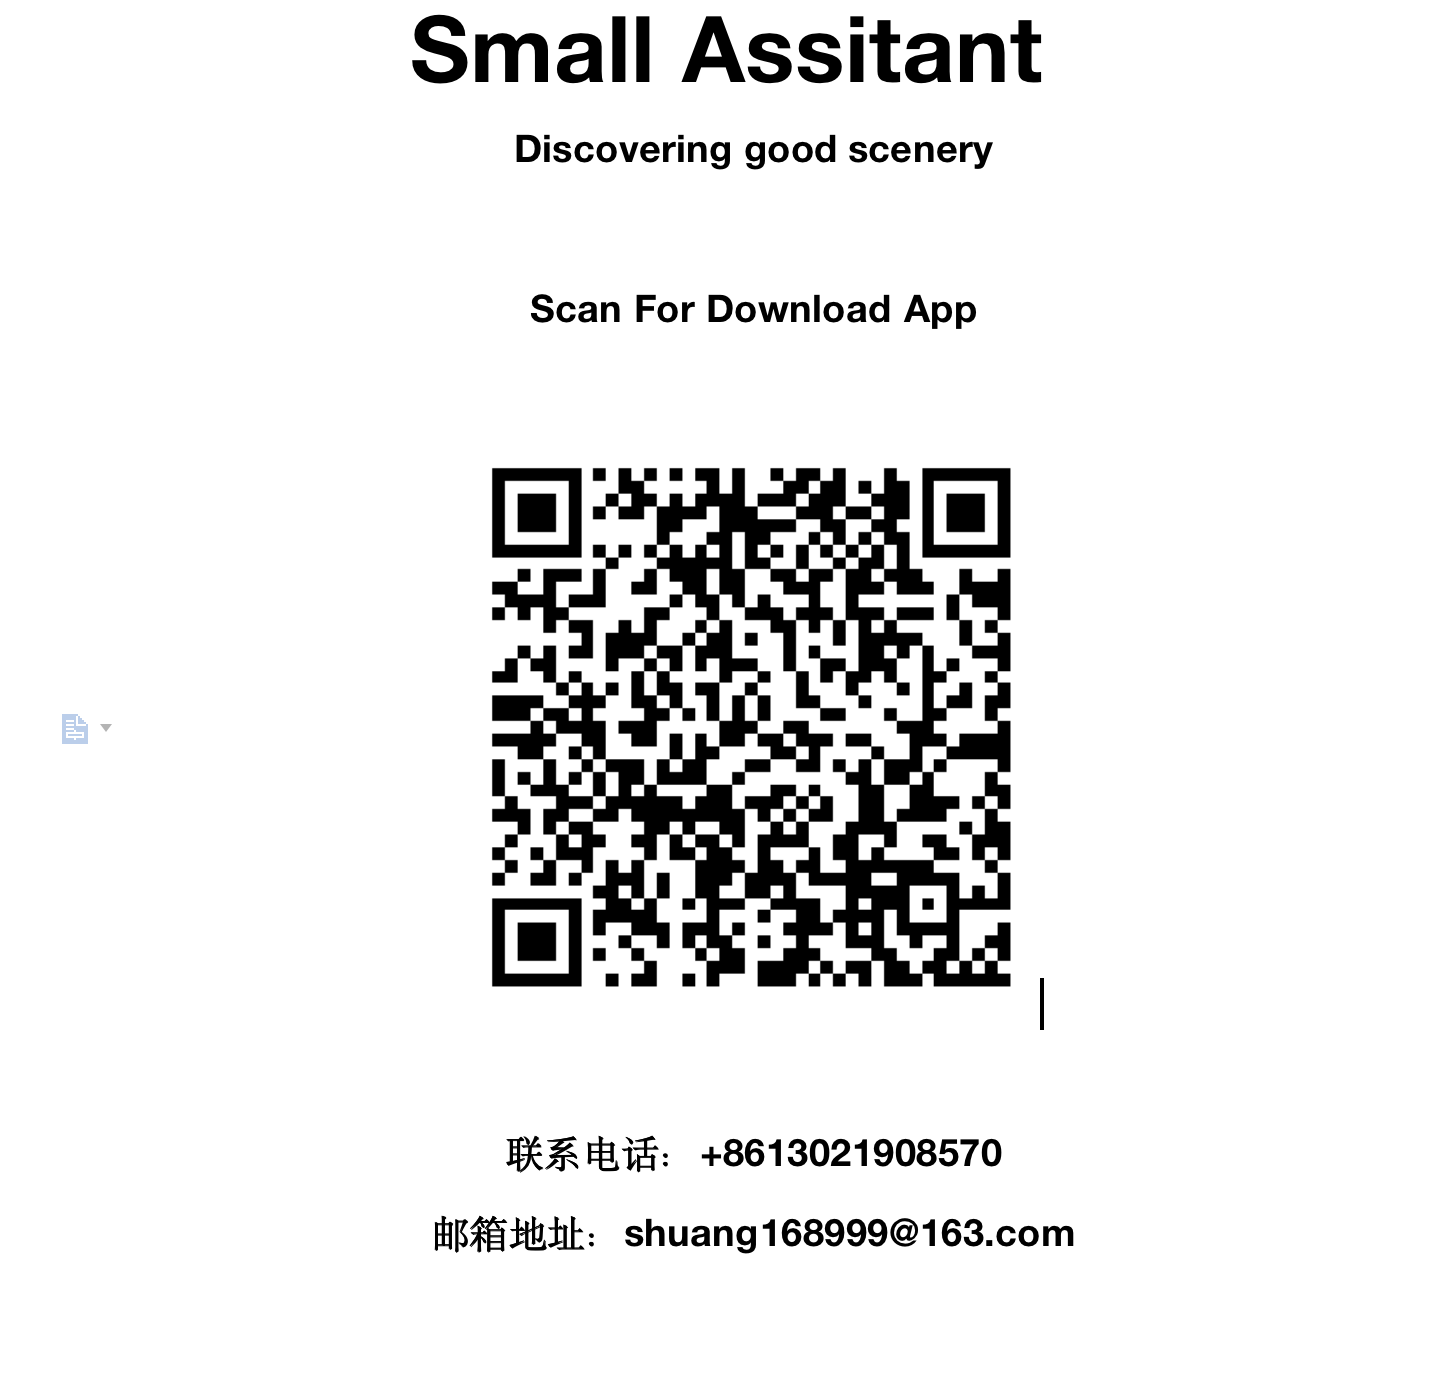 Small Assitant
Discovering good scenery
Scan For Download App
联系电话：+8613021908570
邮箱地址：shuang168999@163.com